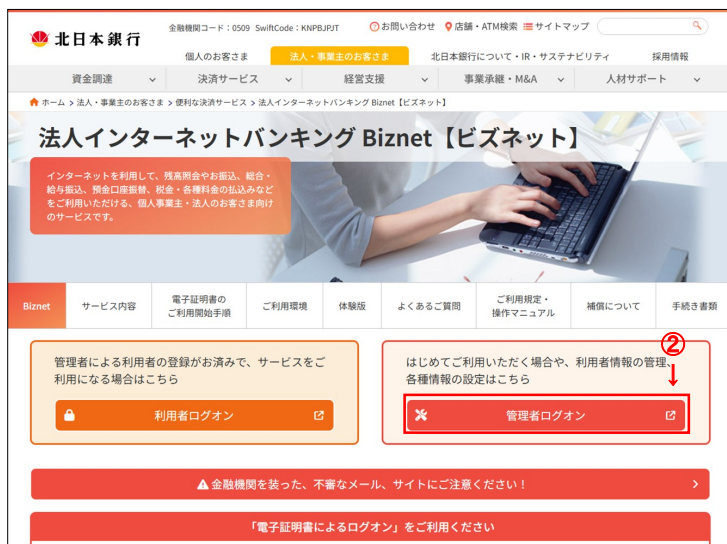 北日本銀行
金融機関コード：0509 SwiftCode：KNPBJPJT
お問い合わせ 店舗・ATM検索 サイトマップ
個人のお客さま 法人・事業主のお客さま 北日本銀行について・IR・サステナビリティ 採用情報
資金調達 決済サービス 経営支援 事業承継・M&A 人材サポート
ホーム > 法人・事業主のお客さま > 便利な決済サービス > 法人インターネットバンキング Biznet【ビズネット】
法人インターネットバンキング Biznet【ビズネット】
インターネットを利用して、残高照会やお振込、総合・
給与振込、預金口座振替、税金・各種料金の払込みなど
をご利用いただける、個人事業主・法人のお客さま向け
のサービスです。
Biznet サービス内容 電子証明書の
ご利用開始手順 ご利用環境 体験版 よくあるご質問 ご利用規定・
操作マニュアル 補償について 手続き書類
管理者による利用者の登録がお済みで、サービスをご
利用になる場合はこちら
利用者ログオン
②
はじめてご利用いただく場合や、利用者情報の管理、
各種情報の設定はこちら
↓
管理者ログオン
金融機関を装った、不審なメール、サイトにご注意ください！
「電子証明書によるログオン」をご利用ください